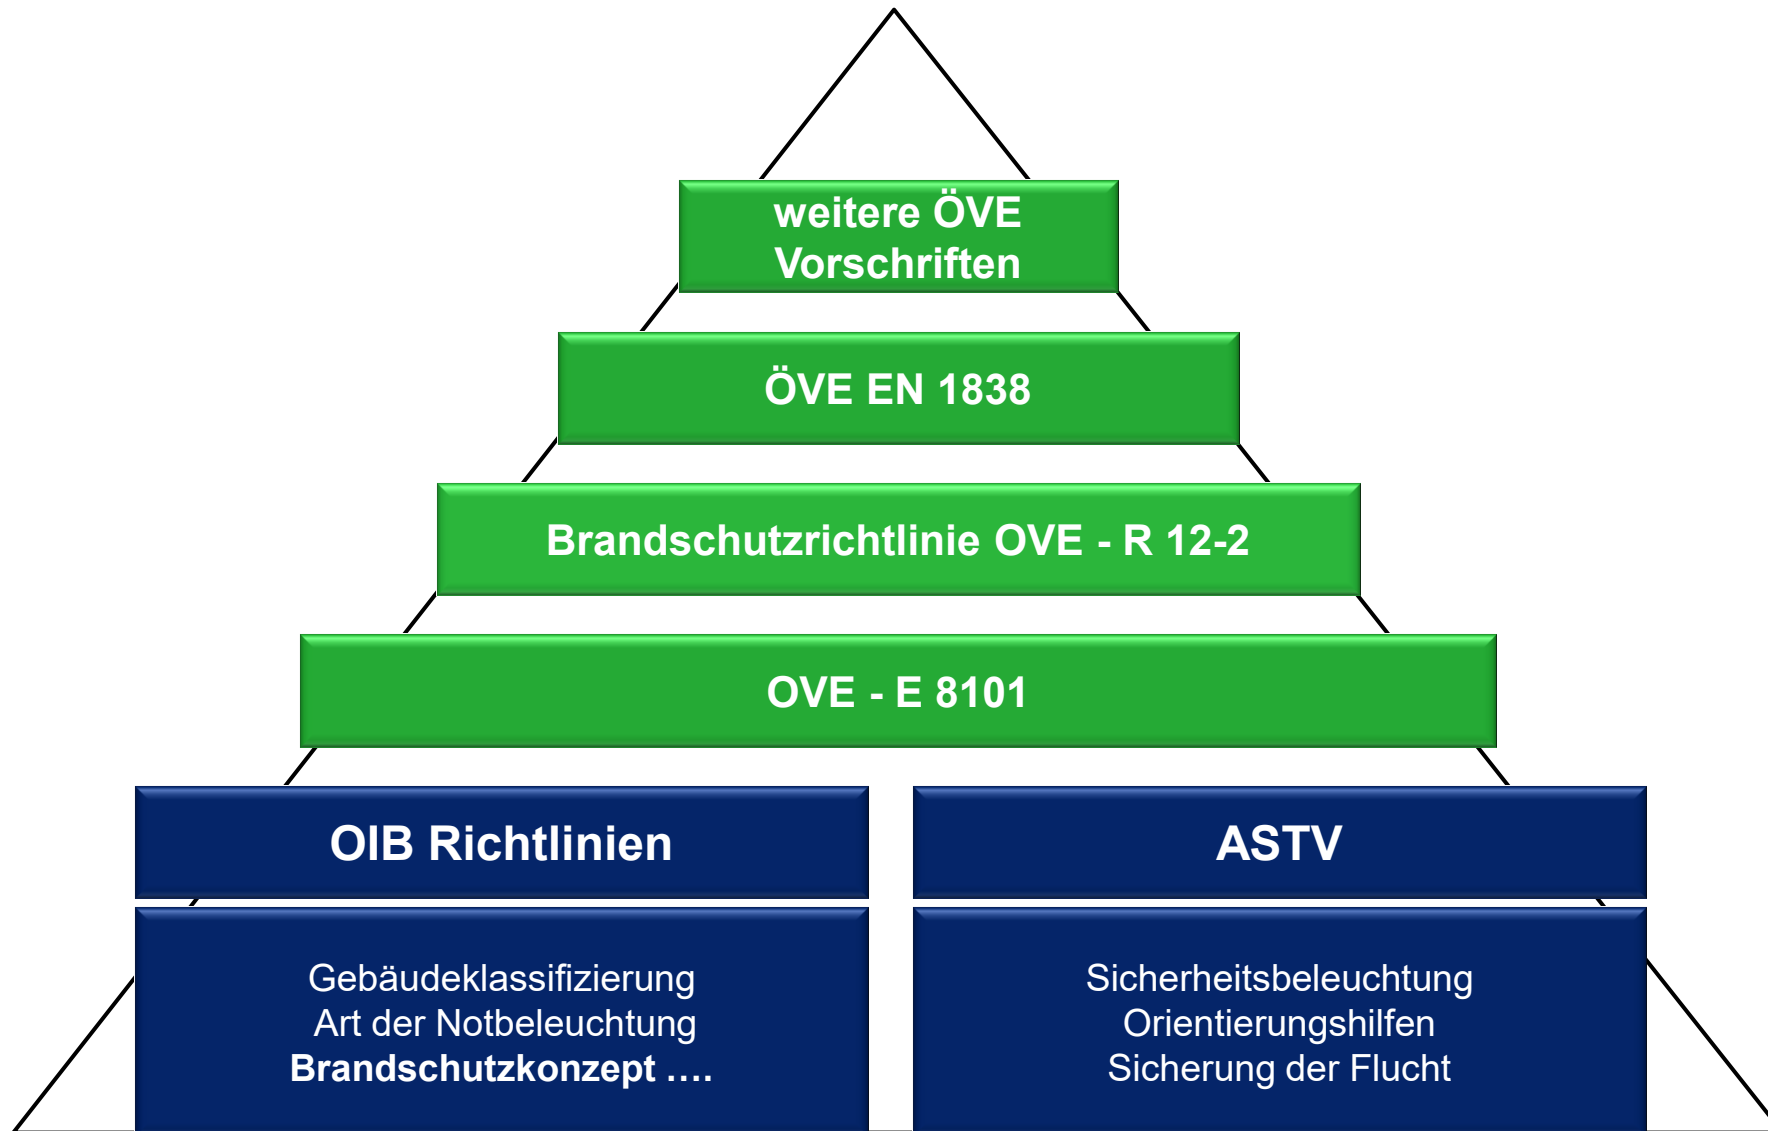 weitere ÖVE
Vorschriften
ÖVE EN 1838
Brandschutzrichtlinie OVE - R 12-2
OVE - E 8101
OIB Richtlinien
Gebäudeklassifizierung
Art der Notbeleuchtung
Brandschutzkonzept ....
ASTV
Sicherheitsbeleuchtung
Orientierungshilfen
Sicherung der Flucht